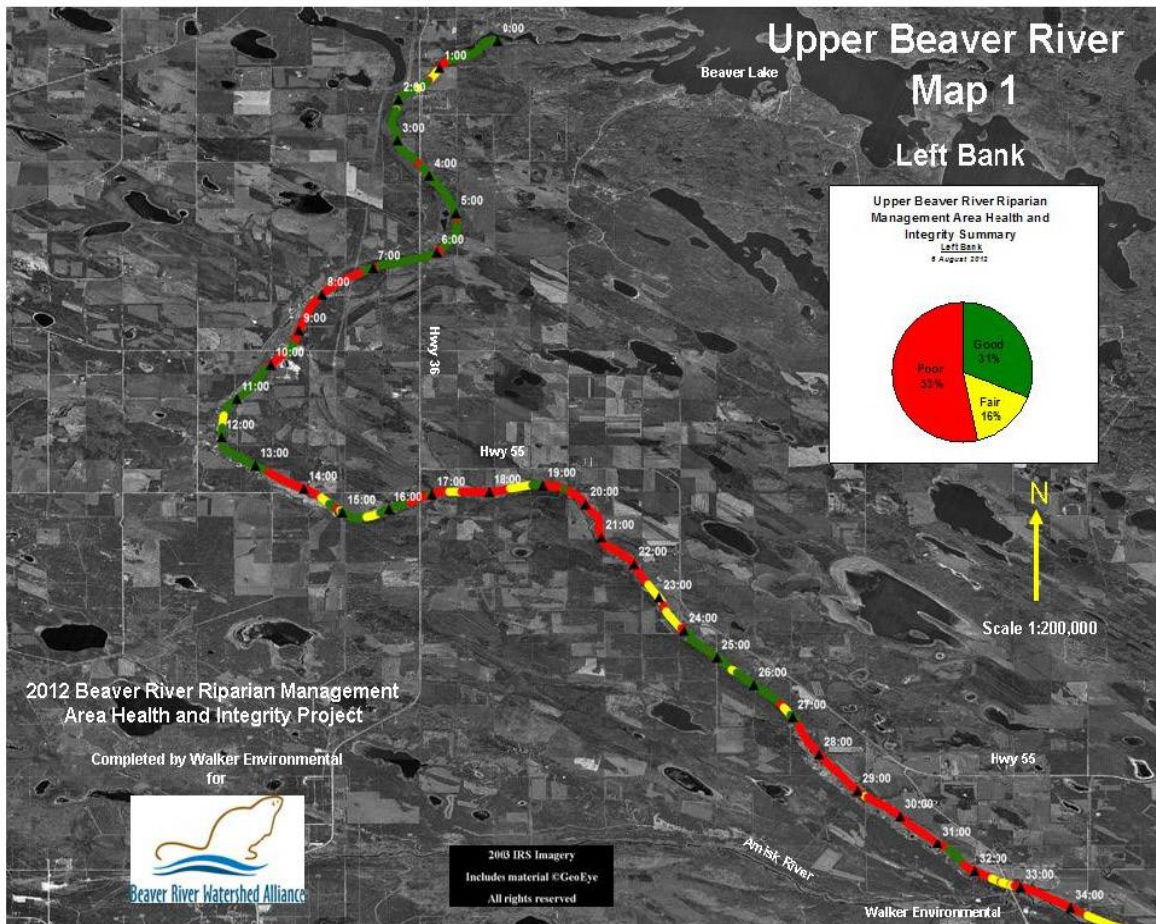 Upper Beaver River
Map 1
Left Bank
Beaver Lake
Upper Beaver River Riparian
Management Area Health and
Integrity Summary
Left Bank
6 August 2012
Good
31%
Poor
53%
Fair
16%
N
Scale 1:200,000
0:00
1:00
2:00
3:00
4:00
5:00
6:00
7:00
8:00
9:00
10:00
11:00
12:00
13:00
14:00
15:00
16:00
17:00
18:00
19:00
20:00
21:00
22:00
23:00
24:00
25:00
26:00
27:00
28:00
29:00
30:00
31:00
32:00
33:00
34:00
Hwy 36
Hwy 55
Hwy 55
Amisk River
2012 Beaver River Riparian Management
Area Health and Integrity Project
Completed by Walker Environmental
for
Beaver River Watershed Alliance
2003 IRS Imagery
Includes material ©GeoEye
All rights reserved
Walker Environmental